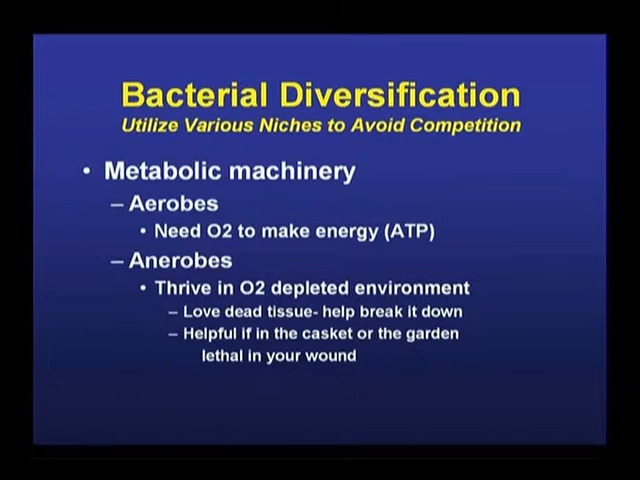 Bacterial Diversification
Utilize Various Niches to Avoid Competition
• Metabolic machinery
– Aerobes
• Need O2 to make energy (ATP)
– Anerobes
• Thrive in O2 depleted environment
– Love dead tissue- help break it down
– Helpful if in the casket or the garden
lethal in your wound